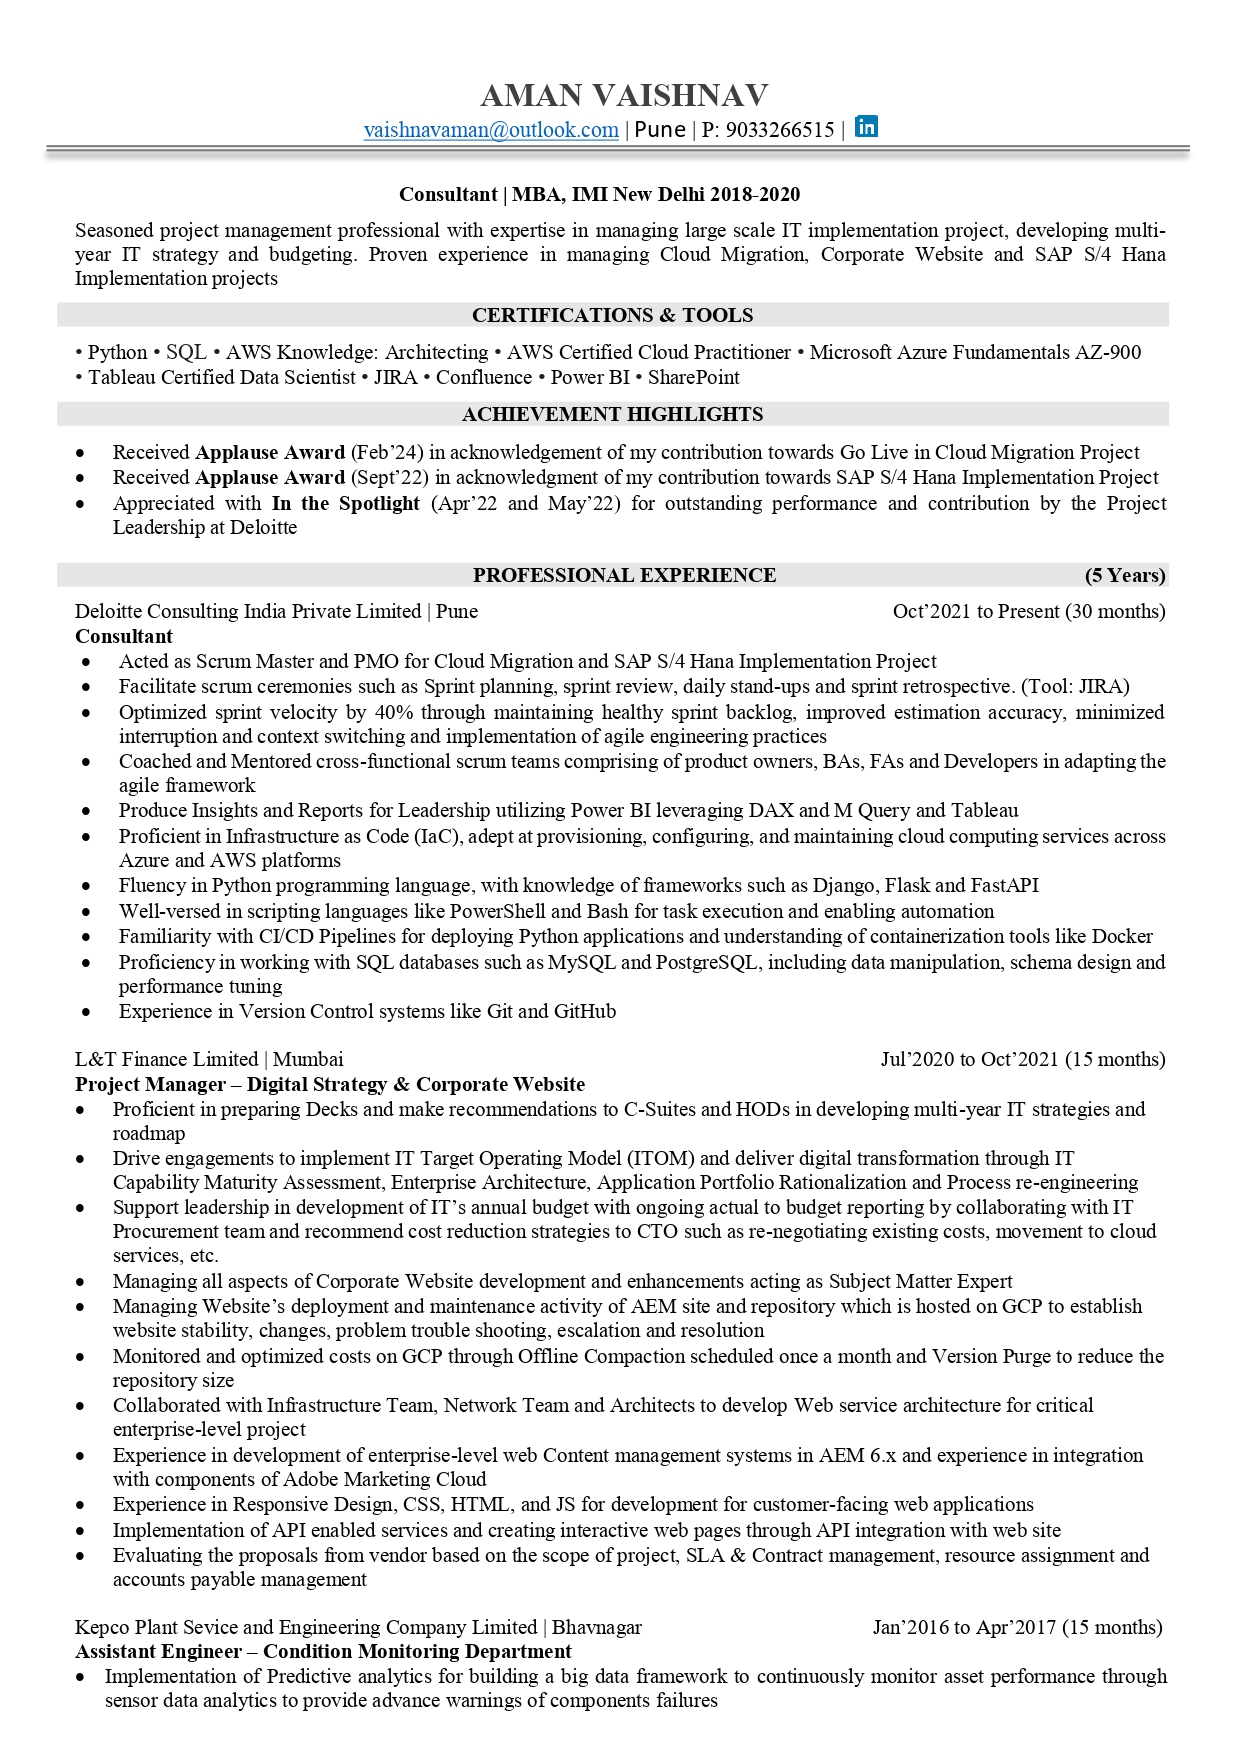 AMAN VAISHNAV
vaishnavaman@outlook.com | Pune | P: 9033266515 | in
Consultant | MBA, IMI New Delhi 2018-2020
Seasoned project management professional with expertise in managing large scale IT implementation project, developing multi-
year IT strategy and budgeting. Proven experience in managing Cloud Migration, Corporate Website and SAP S/4 Hana
Implementation projects
CERTIFICATIONS & TOOLS
• Python • SQL • AWS Knowledge: Architecting • AWS Certified Cloud Practitioner • Microsoft Azure Fundamentals AZ-900
• Tableau Certified Data Scientist • JIRA • Confluence • Power BI • SharePoint
ACHIEVEMENT HIGHLIGHTS
• Received Applause Award (Feb’24) in acknowledgement of my contribution towards Go Live in Cloud Migration Project
• Received Applause Award (Sept’22) in acknowledgment of my contribution towards SAP S/4 Hana Implementation Project
• Appreciated with In the Spotlight (Apr’22 and May’22) for outstanding performance and contribution by the Project
Leadership at Deloitte
PROFESSIONAL EXPERIENCE (5 Years)
Deloitte Consulting India Private Limited | Pune Oct’2021 to Present (30 months)
Consultant
• Acted as Scrum Master and PMO for Cloud Migration and SAP S/4 Hana Implementation Project
• Facilitate scrum ceremonies such as Sprint planning, sprint review, daily stand-ups and sprint retrospective. (Tool: JIRA)
• Optimized sprint velocity by 40% through maintaining healthy sprint backlog, improved estimation accuracy, minimized
interruption and context switching and implementation of agile engineering practices
• Coached and Mentored cross-functional scrum teams comprising of product owners, BAs, FAs and Developers in adapting the
agile framework
• Produce Insights and Reports for Leadership utilizing Power BI leveraging DAX and M Query and Tableau
• Proficient in Infrastructure as Code (IaC), adept at provisioning, configuring, and maintaining cloud computing services across
Azure and AWS platforms
• Fluency in Python programming language, with knowledge of frameworks such as Django, Flask and FastAPI
• Well-versed in scripting languages like PowerShell and Bash for task execution and enabling automation
• Familiarity with CI/CD Pipelines for deploying Python applications and understanding of containerization tools like Docker
• Proficiency in working with SQL databases such as MySQL and PostgreSQL, including data manipulation, schema design and
performance tuning
• Experience in Version Control systems like Git and GitHub
L&T Finance Limited | Mumbai Jul’2020 to Oct’2021 (15 months)
Project Manager – Digital Strategy & Corporate Website
• Proficient in preparing Decks and make recommendations to C-Suites and HODs in developing multi-year IT strategies and
roadmap
• Drive engagements to implement IT Target Operating Model (ITOM) and deliver digital transformation through IT
Capability Maturity Assessment, Enterprise Architecture, Application Portfolio Rationalization and Process re-engineering
• Support leadership in development of IT’s annual budget with ongoing actual to budget reporting by collaborating with IT
Procurement team and recommend cost reduction strategies to CTO such as re-negotiating existing costs, movement to cloud
services, etc.
• Managing all aspects of Corporate Website development and enhancements acting as Subject Matter Expert
• Managing Website’s deployment and maintenance activity of AEM site and repository which is hosted on GCP to establish
website stability, changes, problem trouble shooting, escalation and resolution
• Monitored and optimized costs on GCP through Offline Compaction scheduled once a month and Version Purge to reduce the
repository size
• Collaborated with Infrastructure Team, Network Team and Architects to develop Web service architecture for critical
enterprise-level project
• Experience in development of enterprise-level web Content management systems in AEM 6.x and experience in integration
with components of Adobe Marketing Cloud
• Experience in Responsive Design, CSS, HTML, and JS for development for customer-facing web applications
• Implementation of API enabled services and creating interactive web pages through API integration with web site
• Evaluating the proposals from vendor based on the scope of project, SLA & Contract management, resource assignment and
accounts payable management
Kepco Plant Sevice and Engineering Company Limited | Bhavnagar Jan’2016 to Apr’2017 (15 months)
Assistant Engineer – Condition Monitoring Department
• Implementation of Predictive analytics for building a big data framework to continuously monitor asset performance through
sensor data analytics to provide advance warnings of components failures